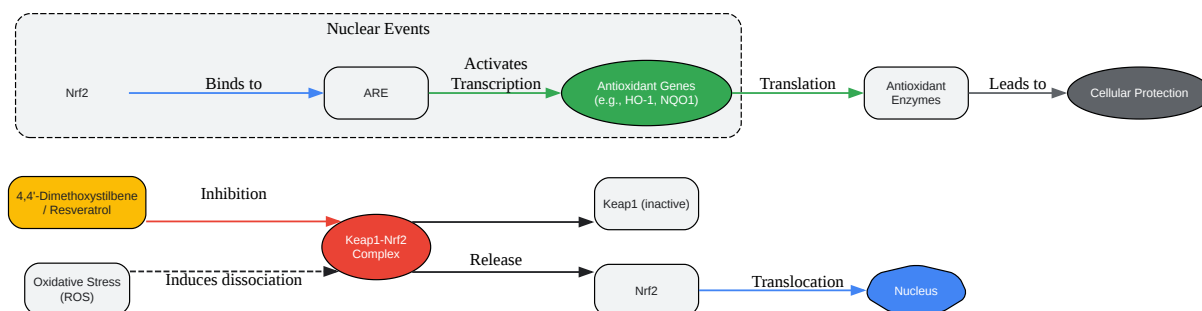 Nuclear Events
Nrf2
Binds to
ARE
Activates
Transcription
Antioxidant Genes
(e.g., HO-1, NQO1)
Translation
Antioxidant
Enzymes
Leads to
Cellular Protection
4,4'-Dimethoxystilbene
/ Resveratrol
Inhibition
Keap1-Nrf2
Complex
Keap1 (inactive)
Oxidative Stress
(ROS)
Induces dissociation
Release
Nrf2
Translocation
Nucleus